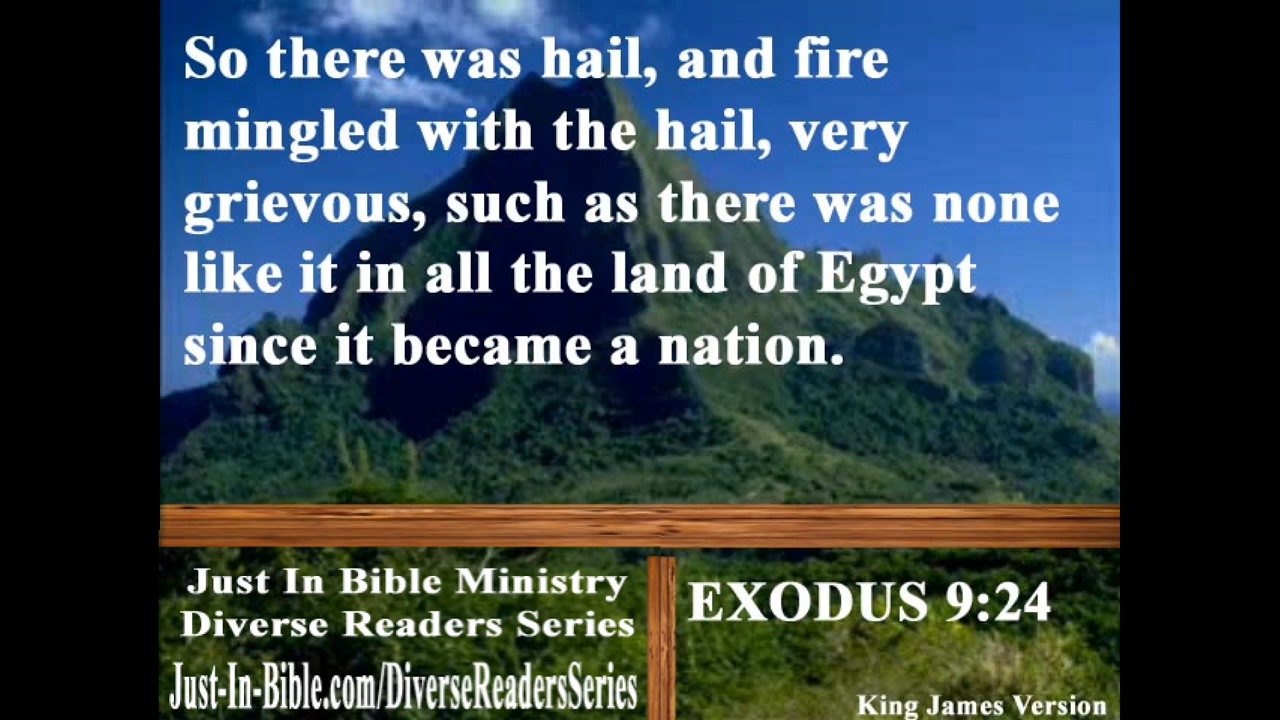 So there was hail, and fire
mingled with the hail, very
grievous, such as there was none
like it in all the land of Egypt
since it became a nation.
Just In Bible Ministry
Diverse Readers Series
Just-In-Bible.com/DiverseReadersSeries
EXODUS 9:24
King James Version